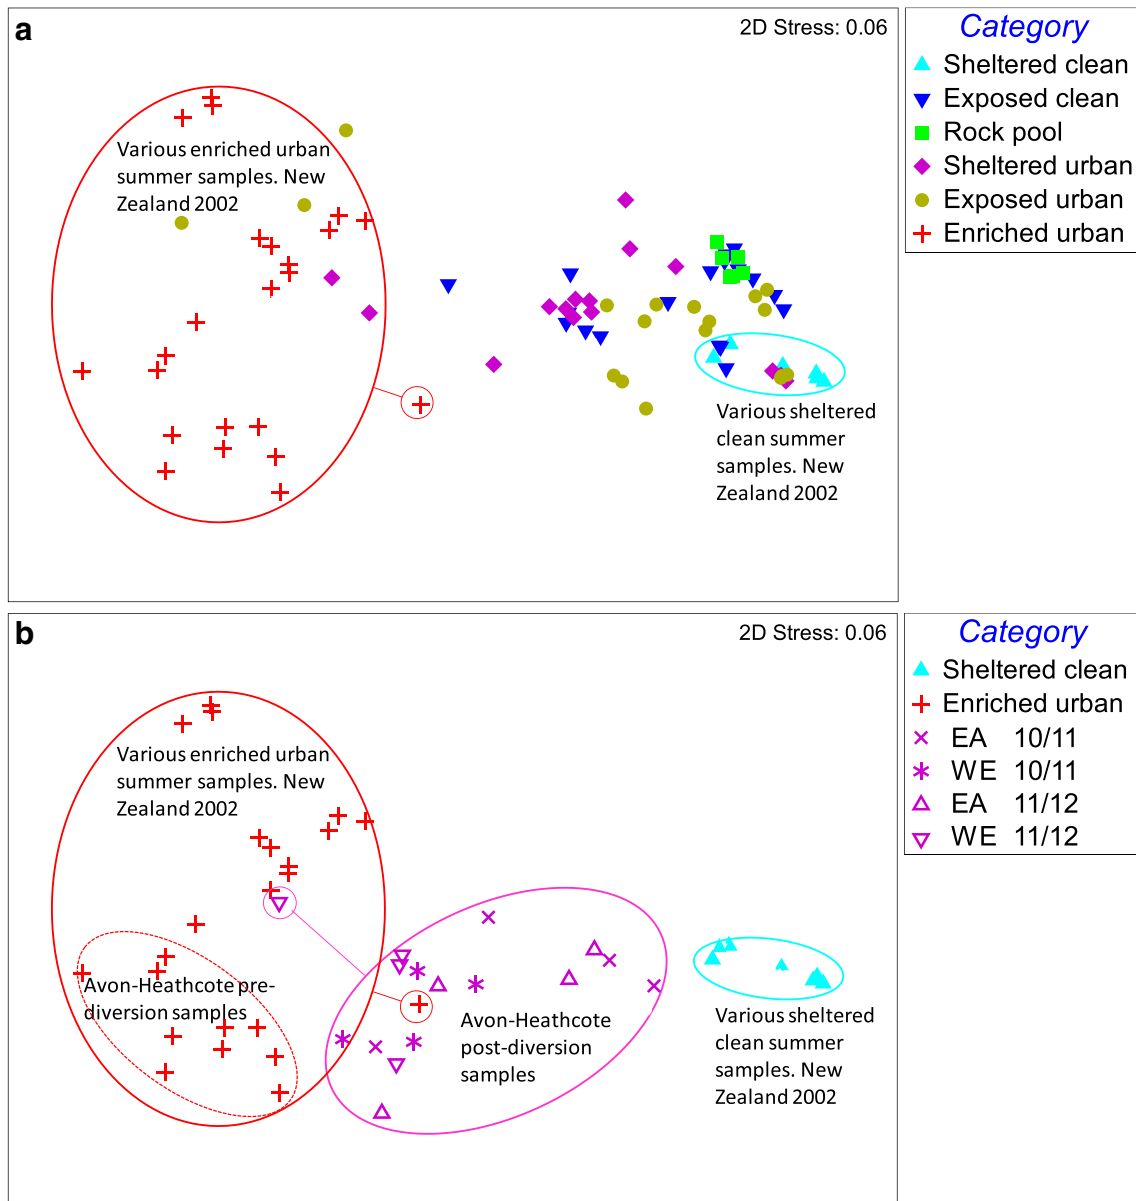 a
2D Stress: 0.06
Various enriched urban
summer samples. New
Zealand 2002
Various sheltered
clean summer
samples. New
Zealand 2002
Category
Sheltered clean
Exposed clean
Rock pool
Sheltered urban
Exposed urban
Enriched urban
b
2D Stress: 0.06
Various enriched urban
summer samples. New
Zealand 2002
Avon-Heathcote pre-
diversion samples
Avon-Heathcote
post-diversion
samples
Various sheltered
clean summer
samples. New
Zealand 2002
Category
Sheltered clean
Enriched urban
EA 10/11
WE 10/11
EA 11/12
WE 11/12